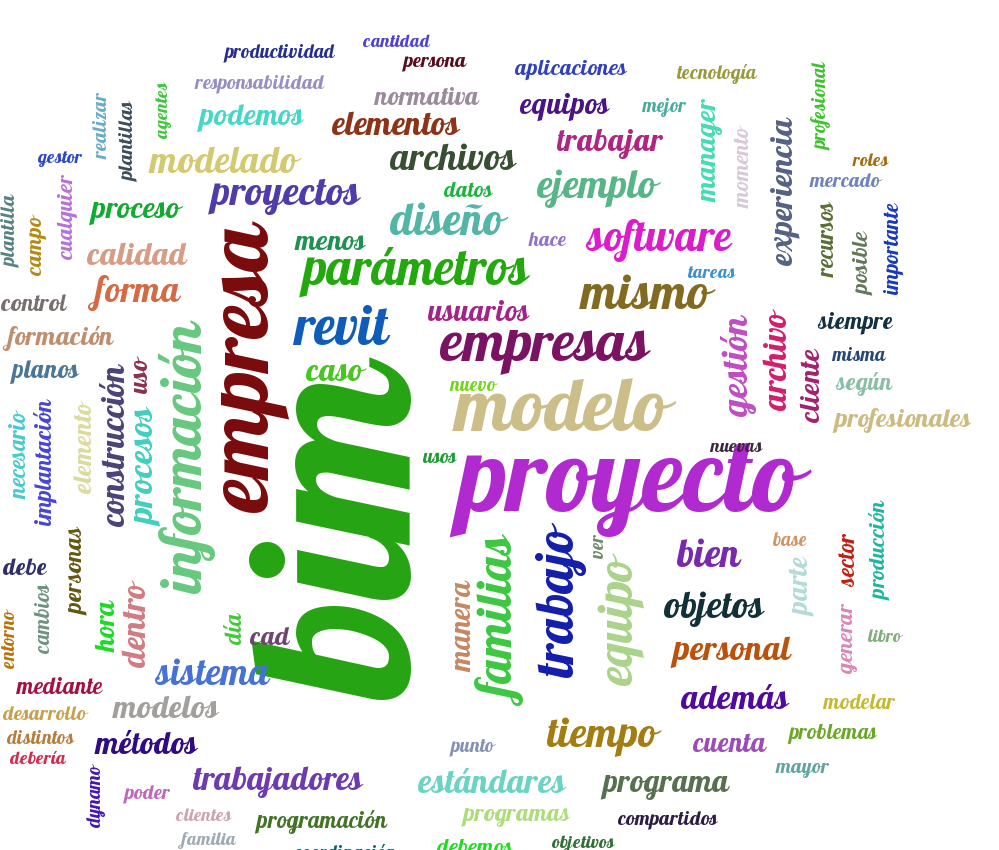 cantidad
productividad
persona
aplicaciones
tecnología
responsabilidad
normativa
equipos
mejor
profesional
realizar
plantillas
agentes
podemos
elementos
trabajar
manager
momento
experiencia
gestor
modelado
archivos
roles
plantilla
campo
cualquier
proceso
proyectos
datos
ejemplo
mercado
calidad
menos
diseño
hace
software
recursos
posible
importante
control
forma
empresa
parámetros
tareas
mismo
formación
revit
usuarios
empresas
gestión
archivo
cliente
siempre
planos
construcción
uso
información
caso
nuevo
modelo
misma
según
profesionales
necesario
implantación
elemento
procesos
bim
usos
nuevas
proyecto
debe
personas
familias
trabajo
ver
bien
base
sector
producción
entorno
cambios
hora
dentro
día
cad
manera
equipo
objetos
parte
generar
libro
mediante
sistema
personal
desarrollo
modelos
además
modelar
distintos
métodos
punto
tiempo
cuenta
problemas
debería
dynamo
poder
trabajadores
estándares
programa
mayor
clientes
programación
programas
compartidos
familia
coordinación
debemos
objetivos